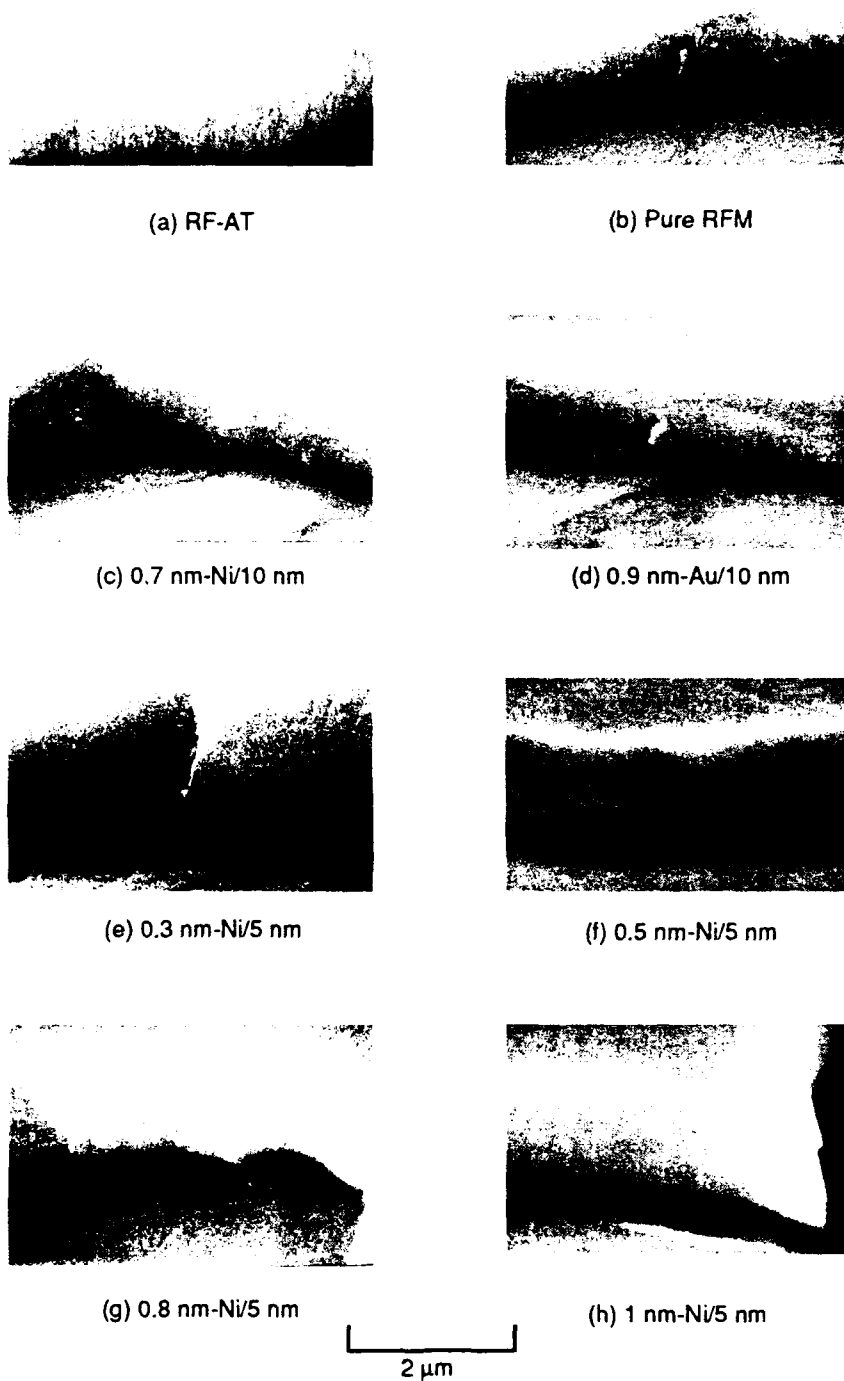 (a) RF-AT
(b) Pure RFM
(c) 0.7 nm-Ni/10 nm
(d) 0.9 nm-Au/10 nm
(e) 0.3 nm-Ni/5 nm
(f) 0.5 nm-Ni/5 nm
(g) 0.8 nm-Ni/5 nm
(h) 1 nm-Ni/5 nm
2 μm